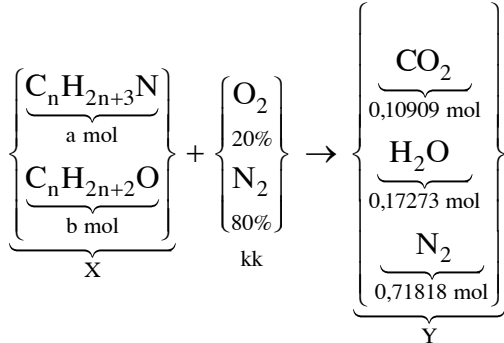 C_nH_{2n+3}N
a mol
C_nH_{2n+2}O
b mol
X
+
O_2
20%
N_2
80%
kk
→
CO_2
0,10909 mol
H_2O
0,17273 mol
N_2
0,71818 mol
Y